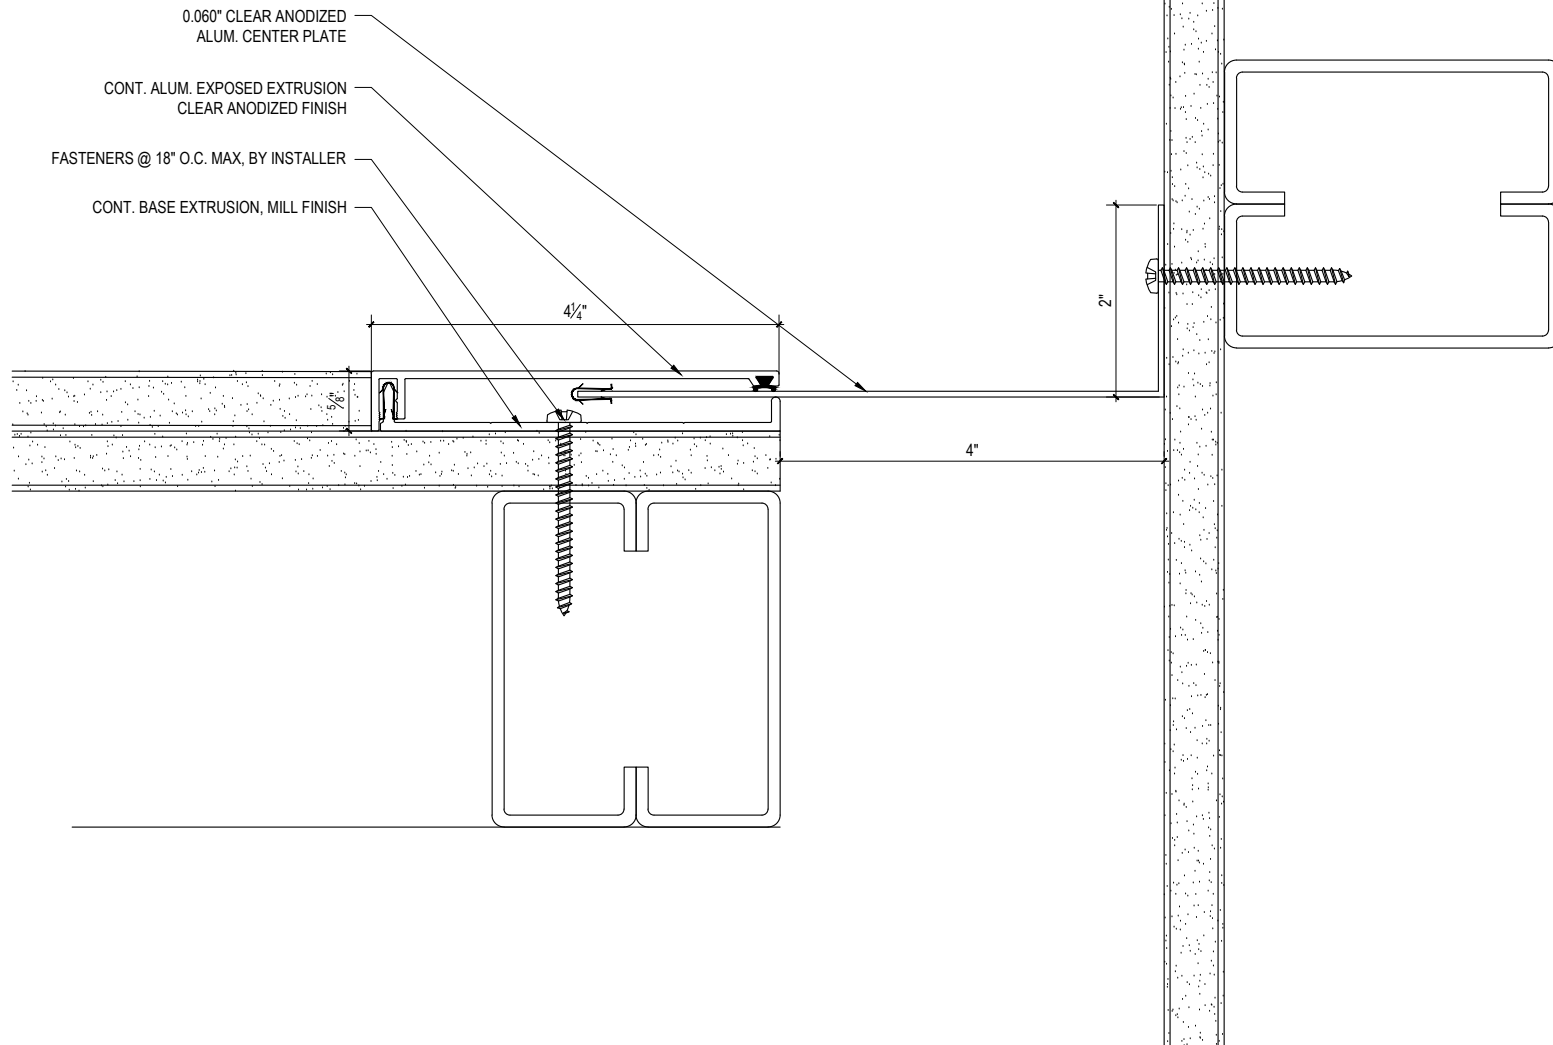 0.060" CLEAR ANODIZED
ALUM. CENTER PLATE
CONT. ALUM. EXPOSED EXTRUSION
CLEAR ANODIZED FINISH
FASTENERS @ 18" O.C. MAX, BY INSTALLER
CONT. BASE EXTRUSION, MILL FINISH
4¼"
2"
⅝"
4"